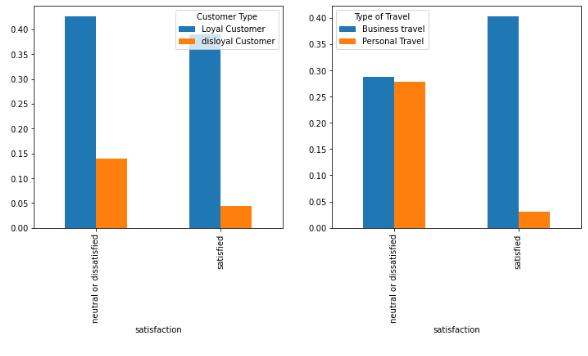 Customer Type
Loyal Customer
disloyal Customer
0.40
0.35
0.30
0.25
0.20
0.15
0.10
0.05
0.00
neutral or dissatisfied
satisfied
satisfaction
Type of Travel
Business travel
Personal Travel
0.40
0.35
0.30
0.25
0.20
0.15
0.10
0.05
0.00
neutral or dissatisfied
satisfied
satisfaction